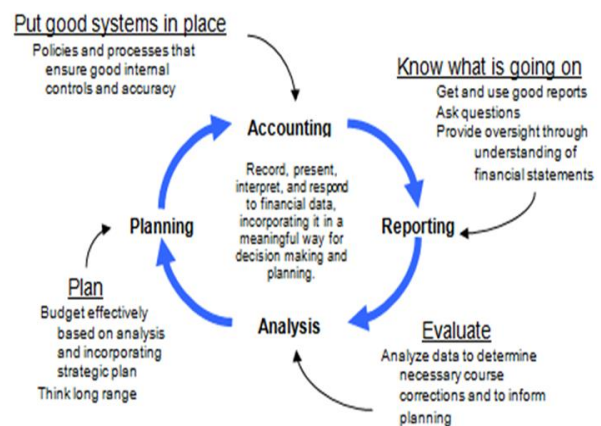 Put good systems in place
Policies and processes that
ensure good internal
controls and accuracy
Know what is going on
Get and use good reports
Ask questions
Provide oversight through
understanding of
financial statements
Accounting
Record, present,
interpret, and respond
to financial data,
incorporating it in a
meaningful way for
decision making and
planning.
Planning
Reporting
Plan
Budget effectively
based on analysis
and incorporating
strategic plan
Think long range
Analysis
Evaluate
Analyze data to determine
necessary course
corrections and to inform
planning